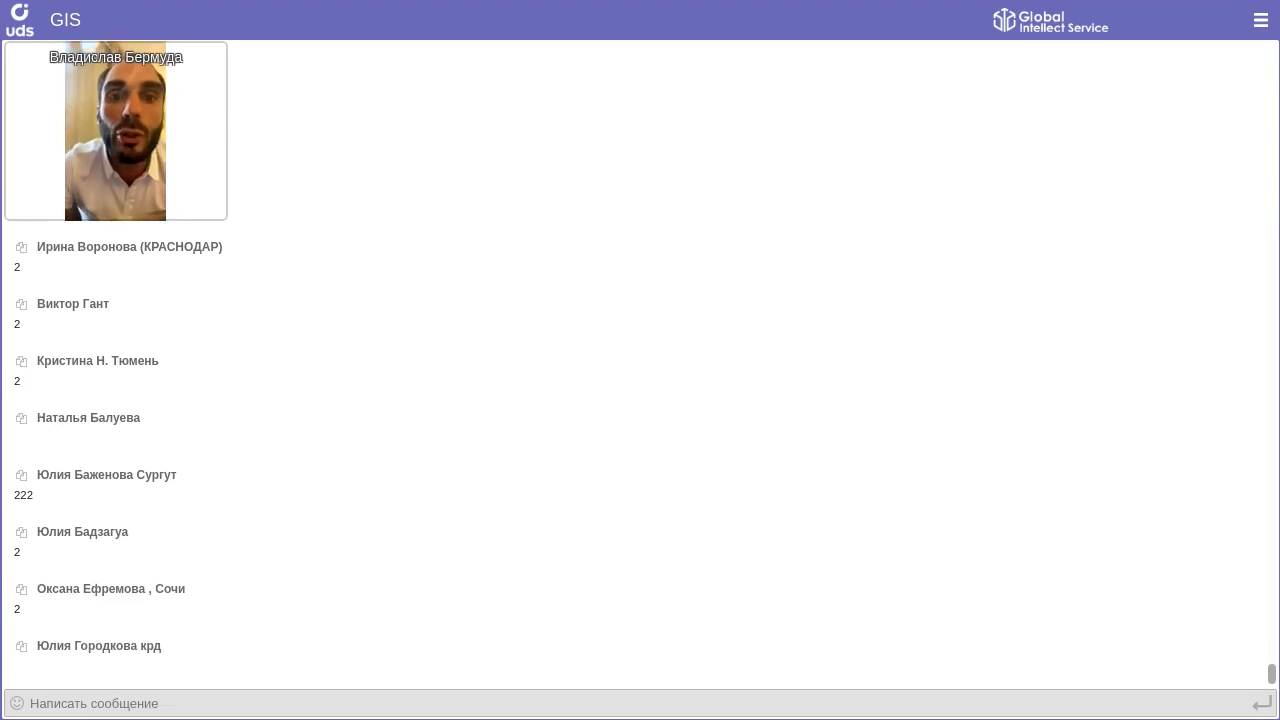 uds
GIS
Global
Intellect Service
Владислав Бермуда
Ирина Воронова (КРАСНОДАР)
2
Виктор Гант
2
Кристина Н. Тюмень
2
Наталья Балуева
Юлия Баженова Сургут
222
Юлия Бадзагуа
2
Оксана Ефремова , Сочи
2
Юлия Городкова крд
Написать сообщение